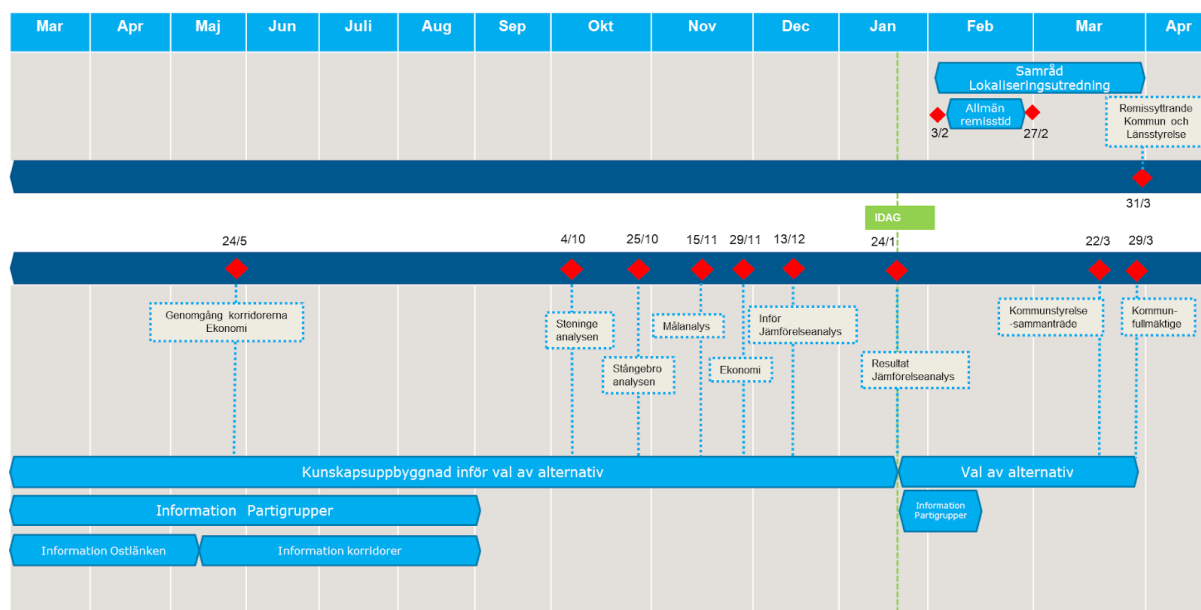 Mar Apr Maj Jun Juli Aug Sep Okt Nov Dec Jan Feb Mar Apr
Samråd
Lokaliseringsutredning
Allmän
remisstid
3/2
27/2
Remissyttrande
Kommun och
Länsstyrelse
31/3
IDAG
24/5
4/10
25/10
15/11
29/11
13/12
24/1
22/3
29/3
Genomgång korridorerna
Ekonomi
Steninge
analysen
Stångebro
analysen
Målanalys
Ekonomi
Inför
Jämförelseanalys
Resultat
Jämförelseanalys
Kommunstyrelse
-sammanträde
Kommun-
fullmäktige
Kunskapsuppbyggnad inför val av alternativ
Val av alternativ
Information Partigrupper
Information
Partigrupper
Information Ostlänken
Information korridorer